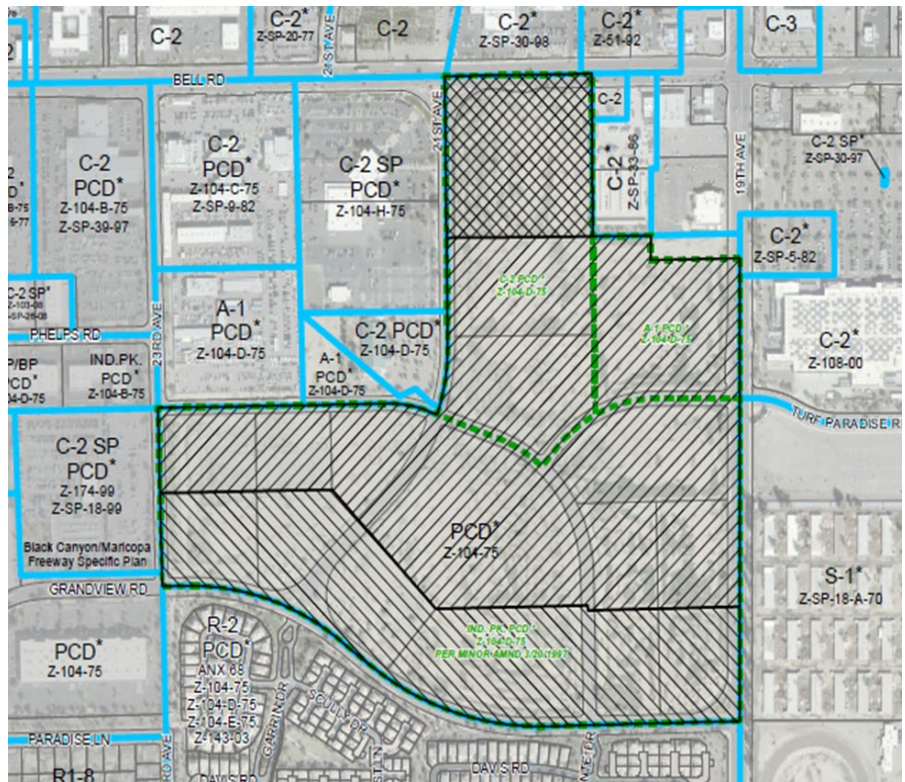 C-2
C-2*
Z-SP-20-77
21ST AVE
C-2
C-2*
Z-SP-30-98
C-2*
Z-51-92
C-3
BELL RD
C-2
PCD*
Z-104-B-75
Z-SP-39-97
C-2
PCD*
Z-104-C-75
Z-SP-9-82
C-2 SP
PCD*
Z-104-H-75
21ST AVE
C-2
C-2*
Z-SP-33-86
19TH AVE
C-2 SP*
Z-SP-30-97
C-2*
Z-SP-5-82
C-2 PCD*
Z-104-D-75
A-1 PCD*
Z-104-D-75
C-2 SP*
Z-103-08
PHELPS RD
23RD AVE
A-1
PCD*
Z-104-D-75
C-2 PCD*
Z-104-D-75
A-1
PCD*
Z-104-D-75
C-2*
Z-108-00
IND.PK.
PCD*
Z-104-B-75
TURF PARADISE
C-2 SP
PCD*
Z-174-99
Z-SP-18-99
Black Canyon/Maricopa
Freeway Specific Plan
PCD*
Z-104-75
GRANDVIEW RD
S-1*
Z-SP-18-A-70
IND. PK. PCD*
Z-104-D-75
PER MINOR AMND. 3/20/1997
PCD*
Z-104-75
R-2
PCD*
ANX 68
Z-104-75
Z-104-D-75
Z-104-E-75
Z-143-03
SCULLY DR
PARADISE LN
RD AVE
DAVIS RD
DAVIS RD
R1-8